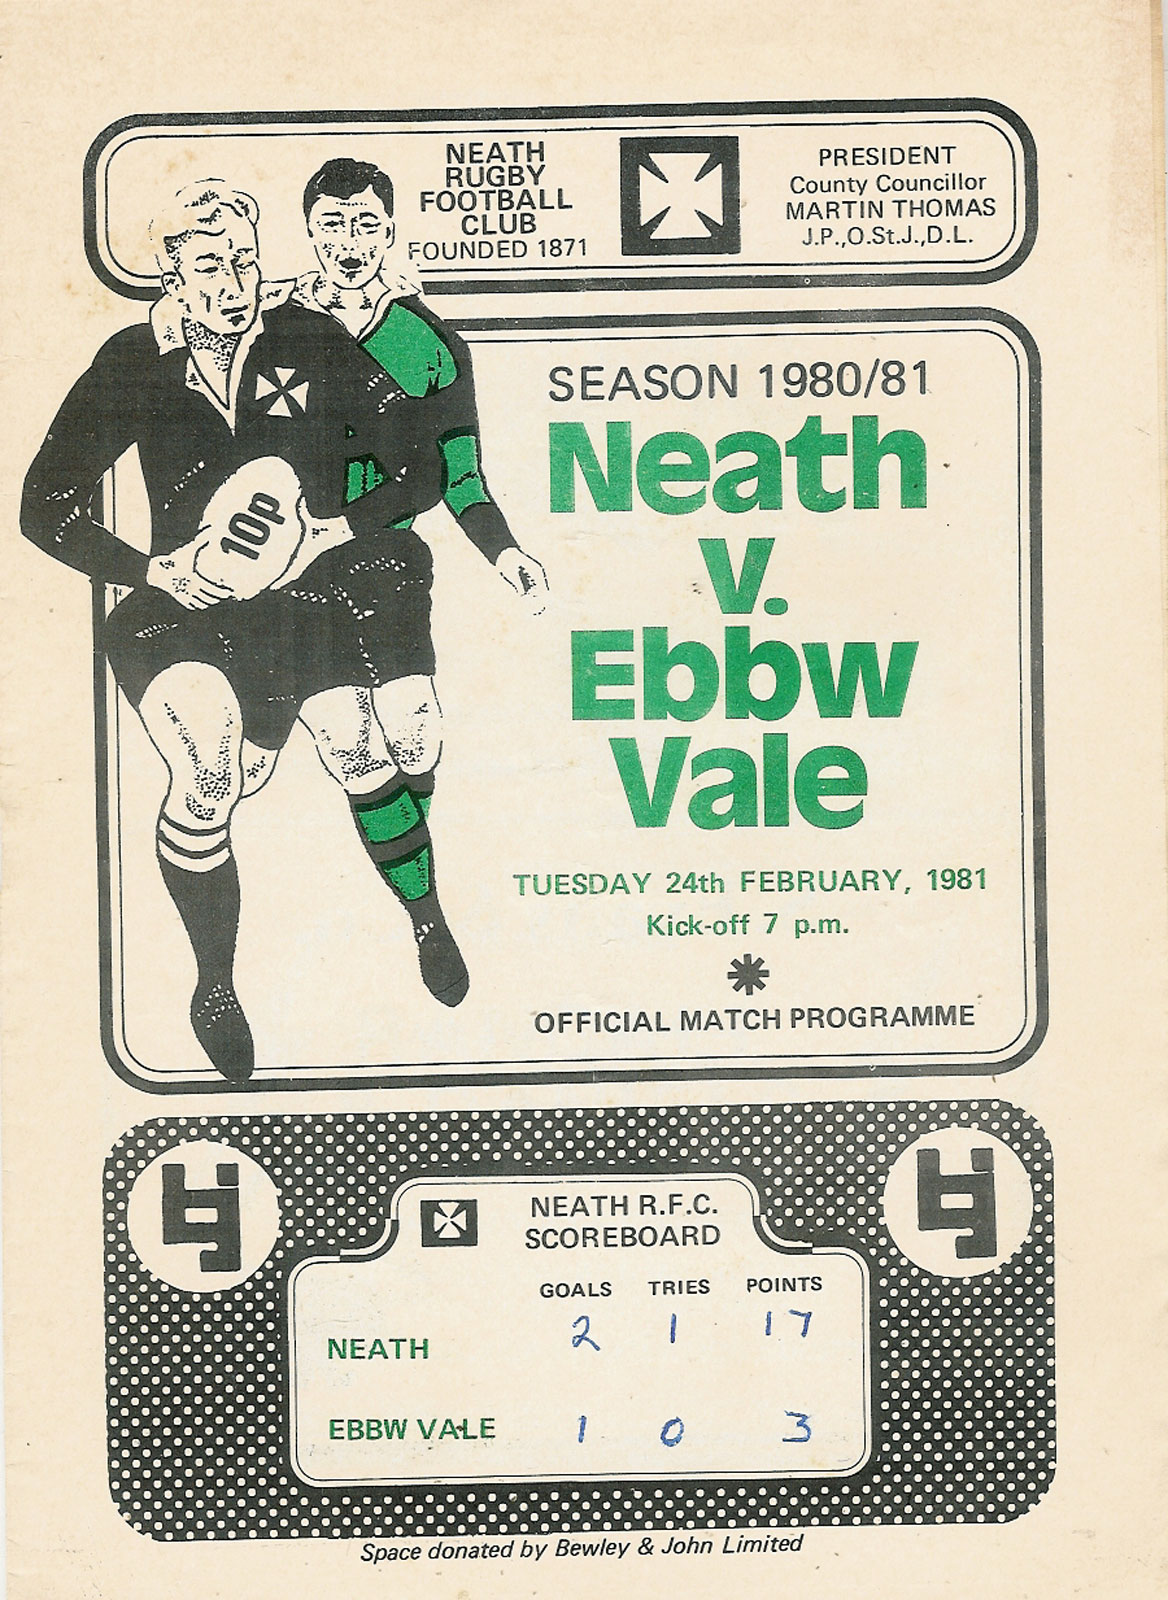 NEATH
RUGBY
FOOTBALL
CLUB
FOUNDED 1871
PRESIDENT
County Councillor
MARTIN THOMAS
J.P.,O.St.J.,D.L.
10p
SEASON 1980/81
Neath
v.
Ebbw
Vale
TUESDAY 24th FEBRUARY, 1981
Kick-off 7 p.m.
OFFICIAL MATCH PROGRAMME
bj
bj
NEATH R.F.C.
SCOREBOARD
GOALS TRIES POINTS
NEATH 2 1 17
EBBW VALE 1 0 3
Space donated by Bewley & John Limited